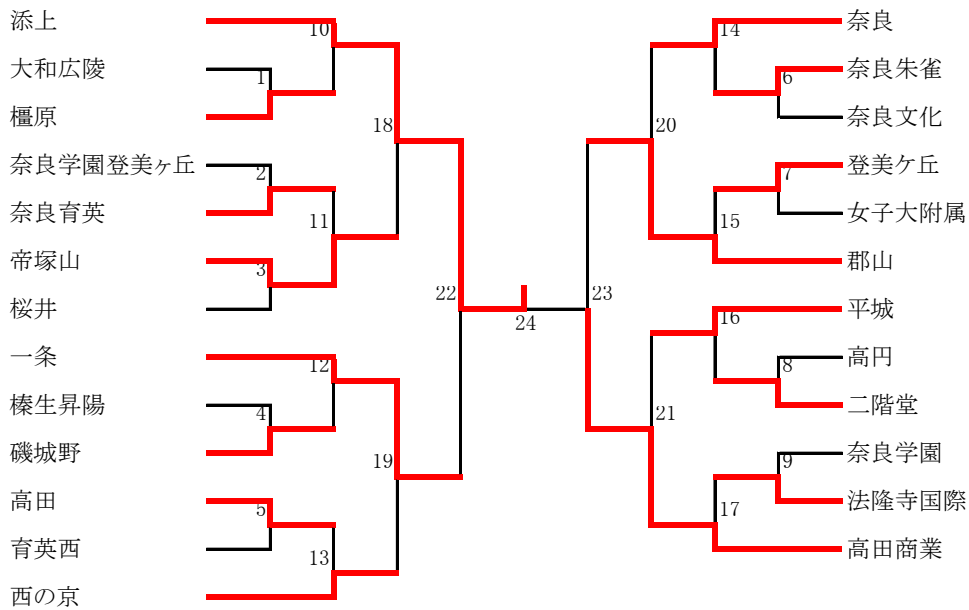 添上
大和広陵
橿原
奈良学園登美ヶ丘
奈良育英
帝塚山
桜井
一条
榛生昇陽
磯城野
高田
育英西
西の京
1
2
3
4
5
10
11
12
13
18
19
22
24
23
20
21
14
15
16
17
6
7
8
9
奈良
奈良朱雀
奈良文化
登美ケ丘
女子大附属
郡山
平城
高円
二階堂
奈良学園
法隆寺国際
高田商業